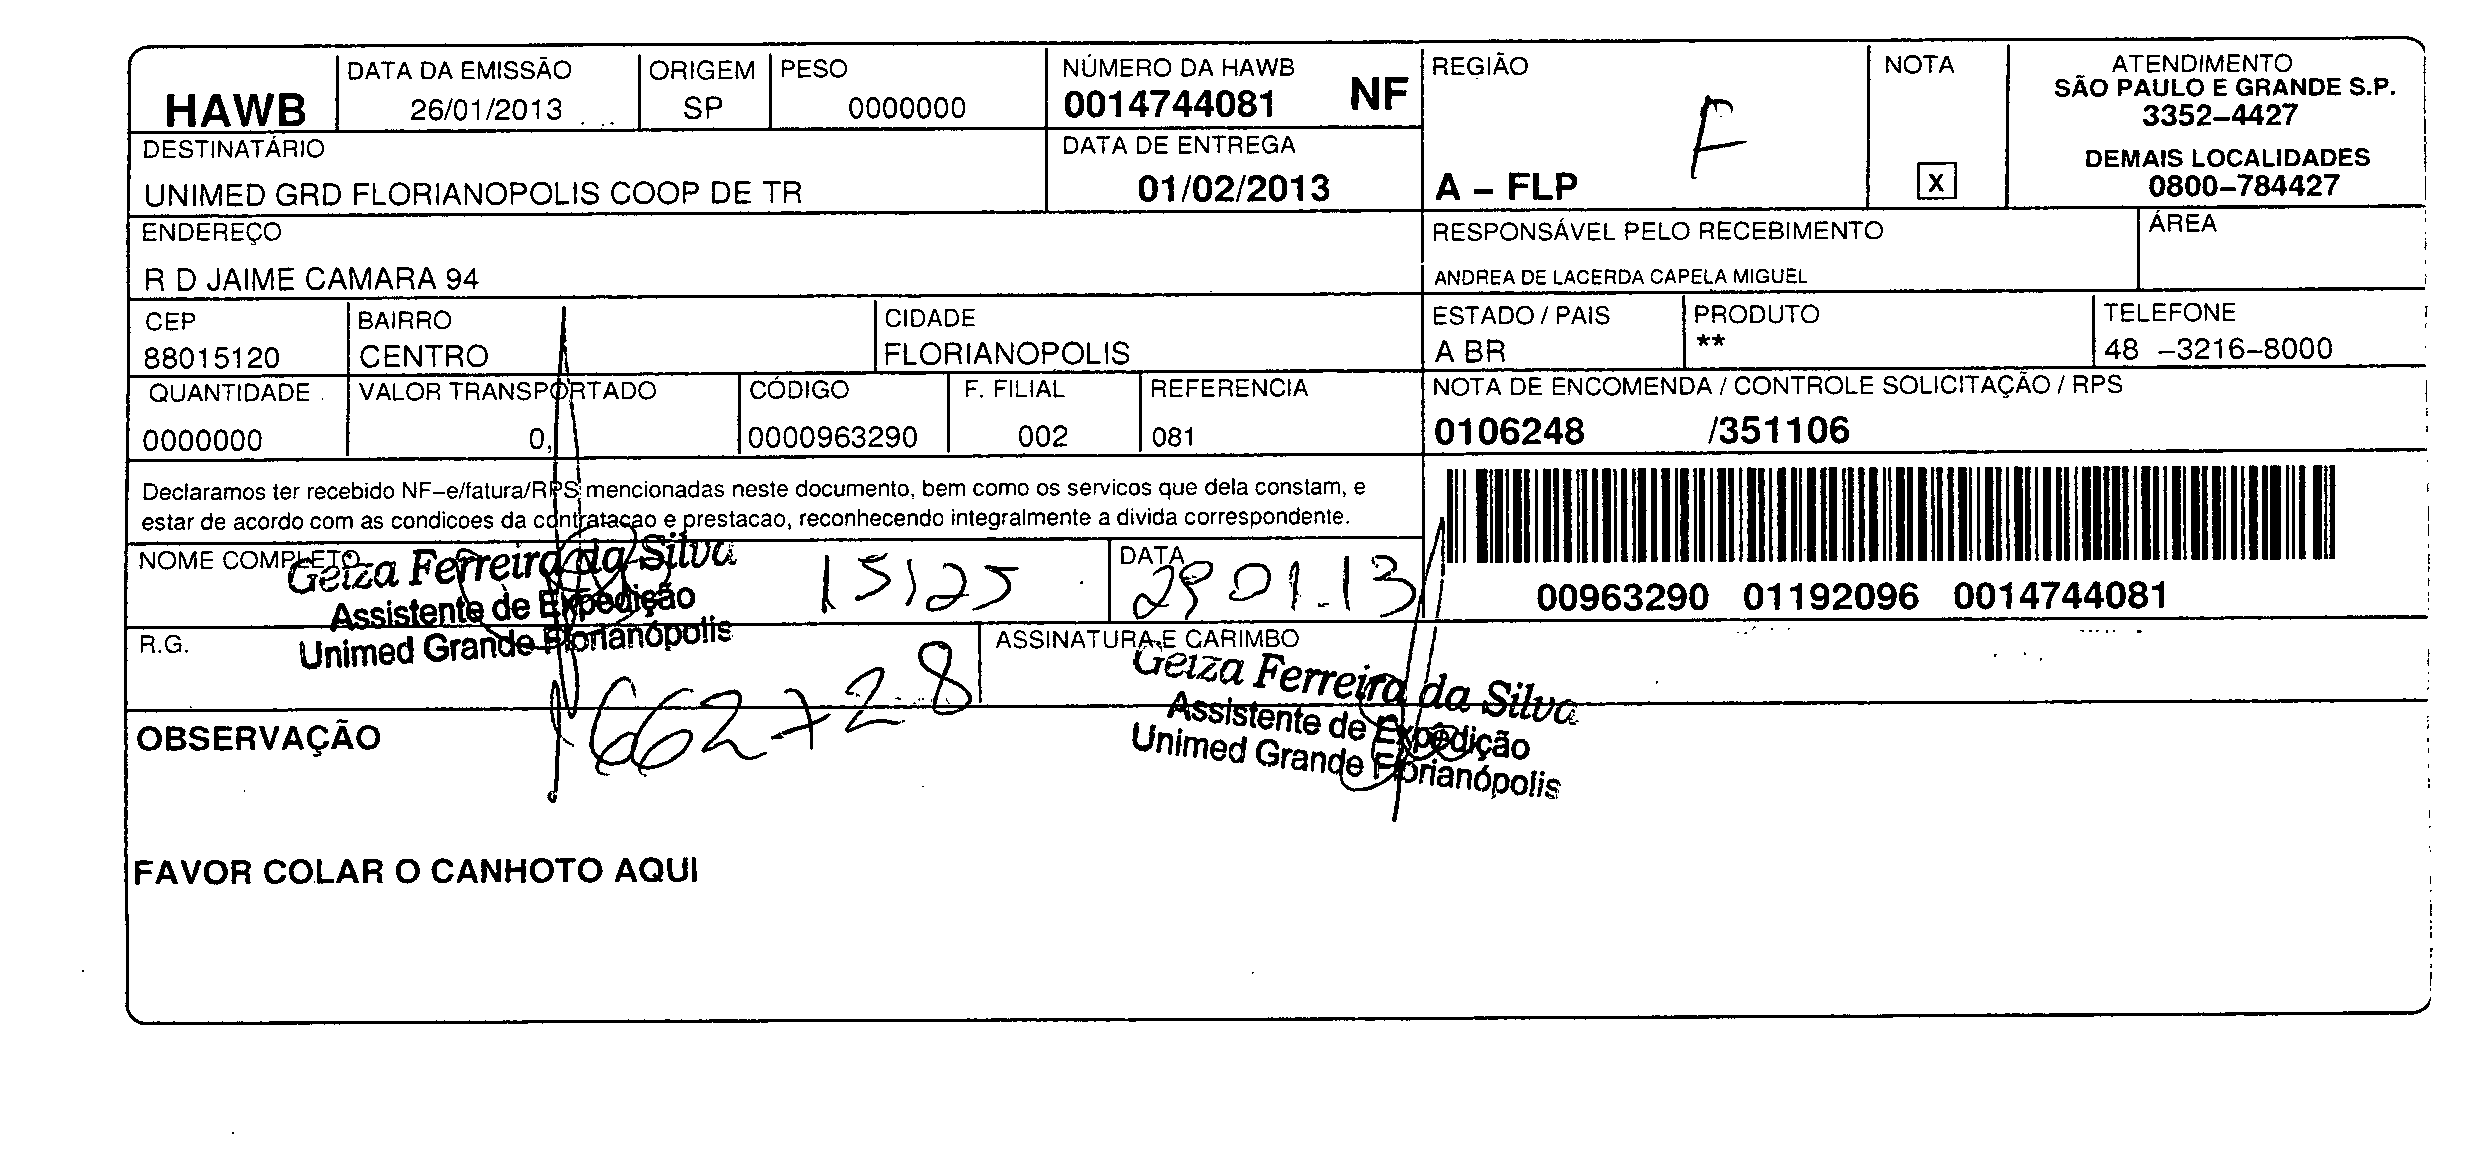 HAWB
DATA DA EMISSÃO
26/01/2013
ORIGEM
SP
PESO
0000000
NÚMERO DA HAWB
0014744081 NF
REGIÃO
A – FLP
F
NOTA
X
ATENDIMENTO
SÃO PAULO E GRANDE S.P.
3352–4427
DEMAIS LOCALIDADES
0800–784427
DESTINATÁRIO
UNIMED GRD FLORIANOPOLIS COOP DE TR
DATA DE ENTREGA
01/02/2013
ENDEREÇO
R D JAIME CAMARA 94
RESPONSÁVEL PELO RECEBIMENTO
ANDREA DE LACERDA CAPELA MIGUEL
ÁREA
CEP
88015120
BAIRRO
CENTRO
CIDADE
FLORIANOPOLIS
ESTADO / PAIS
A BR
PRODUTO
**
TELEFONE
48 –3216–8000
QUANTIDADE
0000000
VALOR TRANSPORTADO
0,
CÓDIGO
0000963290
F. FILIAL
002
REFERENCIA
081
NOTA DE ENCOMENDA / CONTROLE SOLICITAÇÃO / RPS
0106248 /351106
Declaramos ter recebido NF–e/fatura/RPS mencionadas neste documento, bem como os servicos que dela constam, e
estar de acordo com as condicoes da contratacao e prestacao, reconhecendo integralmente a divida correspondente.
00963290 01192096 0014744081
NOME COMPLETO
Geiza Ferreira da Silva
Assistente de Expedição
Unimed Grande Florianópolis
15:25
DATA
29 01.13
R.G.
662728
ASSINATURA E CARIMBO
Geiza Ferreira da Silva
Assistente de Expedição
Unimed Grande Florianópolis
OBSERVAÇÃO
FAVOR COLAR O CANHOTO AQUI